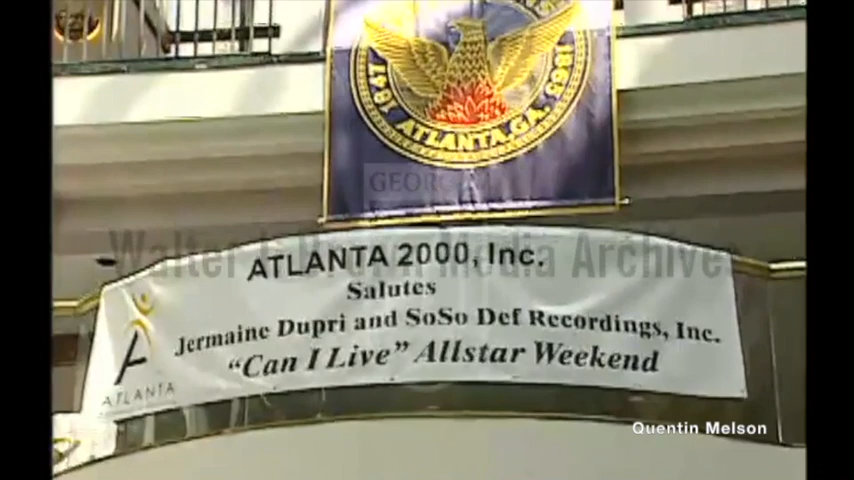 1847 1865
ATLANTA, GA.
GEORGIA
Walter J. Brown Media Archives
ATLANTA 2000, Inc.
Salutes
Jermaine Dupri and SoSo Def Recordings, Inc.
"Can I Live" Allstar Weekend
ATLANTA
Quentin Melson